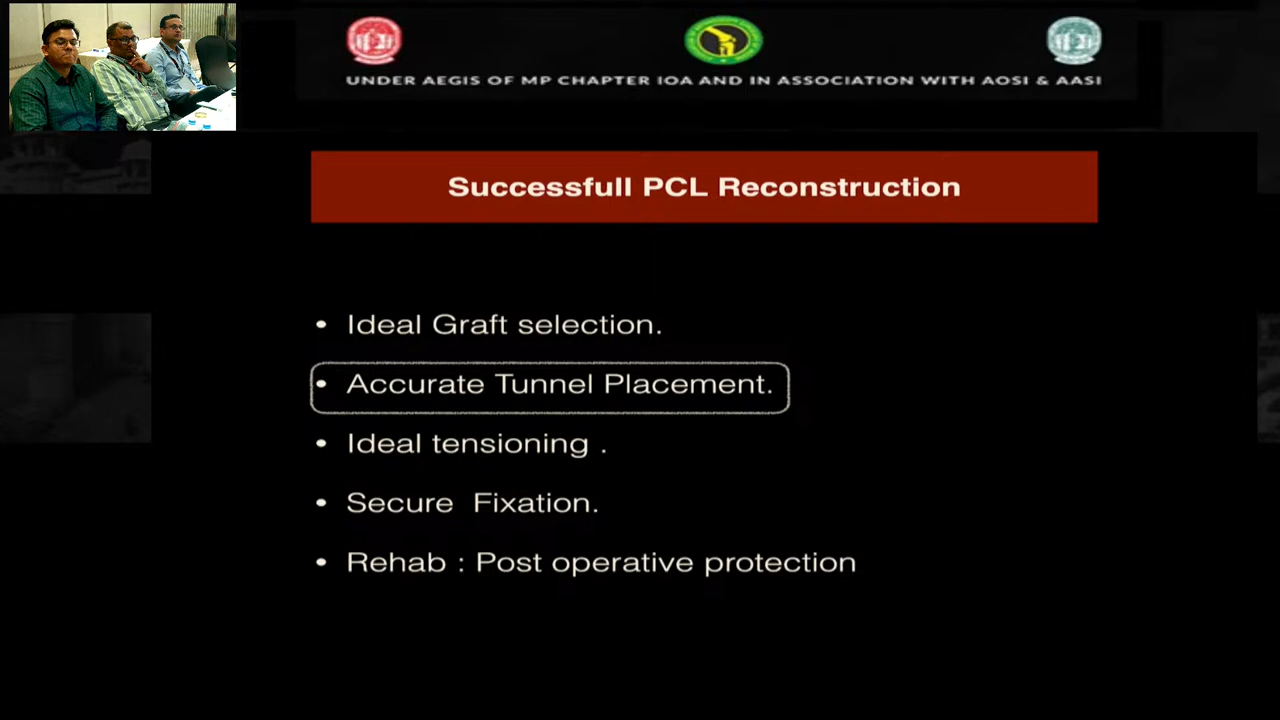 UNDER AEGIS OF MP CHAPTER IOA AND IN ASSOCIATION WITH AOSI & AASI
Successfull PCL Reconstruction
• Ideal Graft selection.
• Accurate Tunnel Placement.
• Ideal tensioning .
• Secure Fixation.
• Rehab : Post operative protection